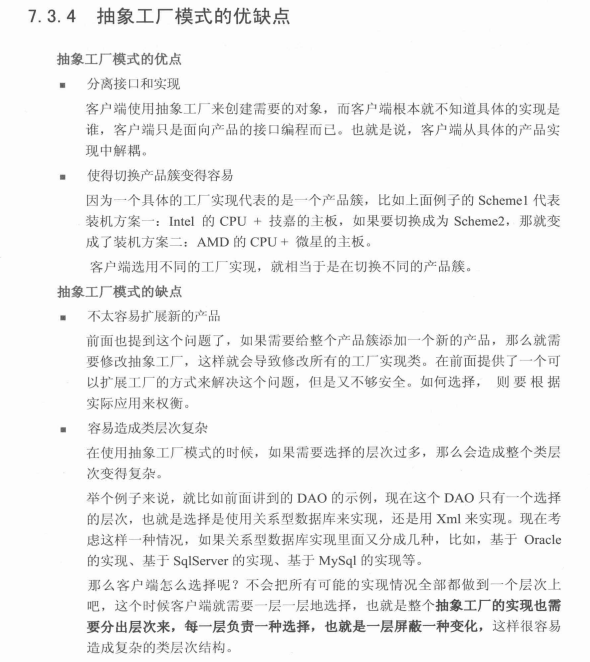 7.3.4 抽象工厂模式的优缺点
抽象工厂模式的优点
■ 分离接口和实现
客户端使用抽象工厂来创建需要的对象，而客户端根本就不知道具体的实现是
谁，客户端只是面向产品的接口编程而已。也就是说，客户端从具体的产品实
现中解耦。
■ 使得切换产品簇变得容易
因为一个具体的工厂实现代表的是一个产品簇，比如上面例子的 Scheme1 代表
装机方案一：Intel 的 CPU + 技嘉的主板，如果要切换成为 Scheme2，那就变
成了装机方案二：AMD 的 CPU + 微星的主板。
客户端选用不同的工厂实现，就相当于是在切换不同的产品簇。
抽象工厂模式的缺点
■ 不太容易扩展新的产品
前面也提到这个问题了，如果需要给整个产品簇添加一个新的产品，那么就需
要修改抽象工厂，这样就会导致修改所有的工厂实现类。在前面提供了一个可
以扩展工厂的方式来解决这个问题，但是又不够安全。如何选择， 则要根据
实际应用来权衡。
■ 容易造成类层次复杂
在使用抽象工厂模式的时候，如果需要选择的层次过多，那么会造成整个类层
次变得复杂。
举个例子来说，就比如前面讲到的 DAO 的示例，现在这个 DAO 只有一个选择
的层次，也就是选择是使用关系型数据库来实现，还是用 Xml 来实现。现在考
虑这样一种情况，如果关系型数据库实现里面又分成几种，比如，基于 Oracle
的实现、基于 SqlServer 的实现、基于 MySql 的实现等。
那么客户端怎么选择呢？不会把所有可能的实现情况全部都做到一个层次上
吧，这个时候客户端就需要一层一层地选择，也就是整个抽象工厂的实现也需
要分出层次来，每一层负责一种选择，也就是一层屏蔽一种变化，这样很容易
造成复杂的类层次结构。